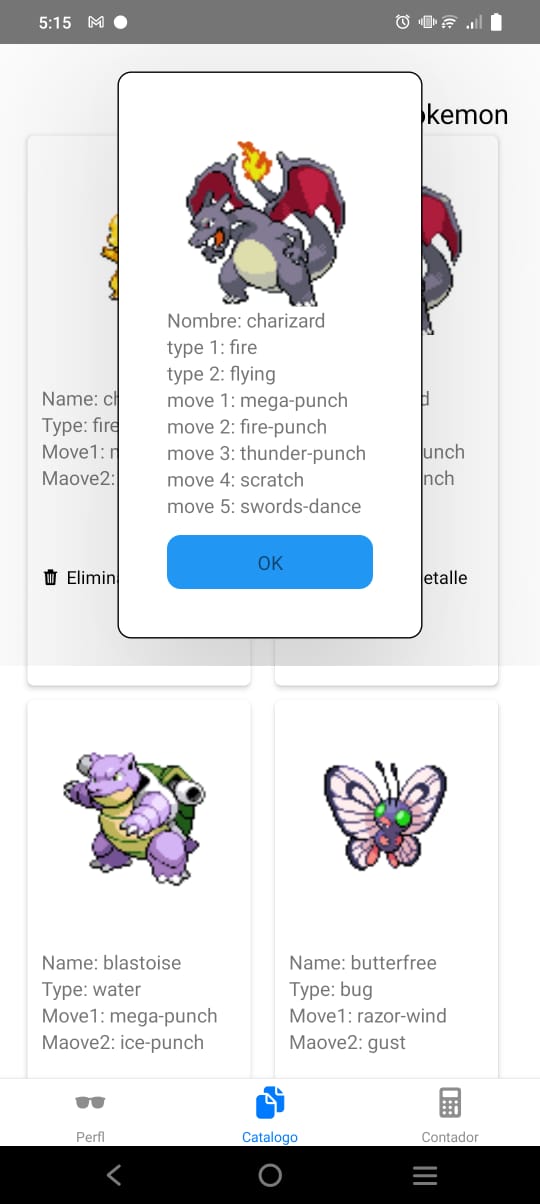 5:15
okemon
Nombre: charizard
type 1: fire
type 2: flying
move 1: mega-punch
move 2: fire-punch
move 3: thunder-punch
move 4: scratch
move 5: swords-dance
OK
Name: ch
Type: fire
Move1: m
Maove2:
Elimin
d
unch
nch
etalle
Name: blastoise
Type: water
Move1: mega-punch
Maove2: ice-punch
Name: butterfree
Type: bug
Move1: razor-wind
Maove2: gust
Perfl
Catalogo
Contador